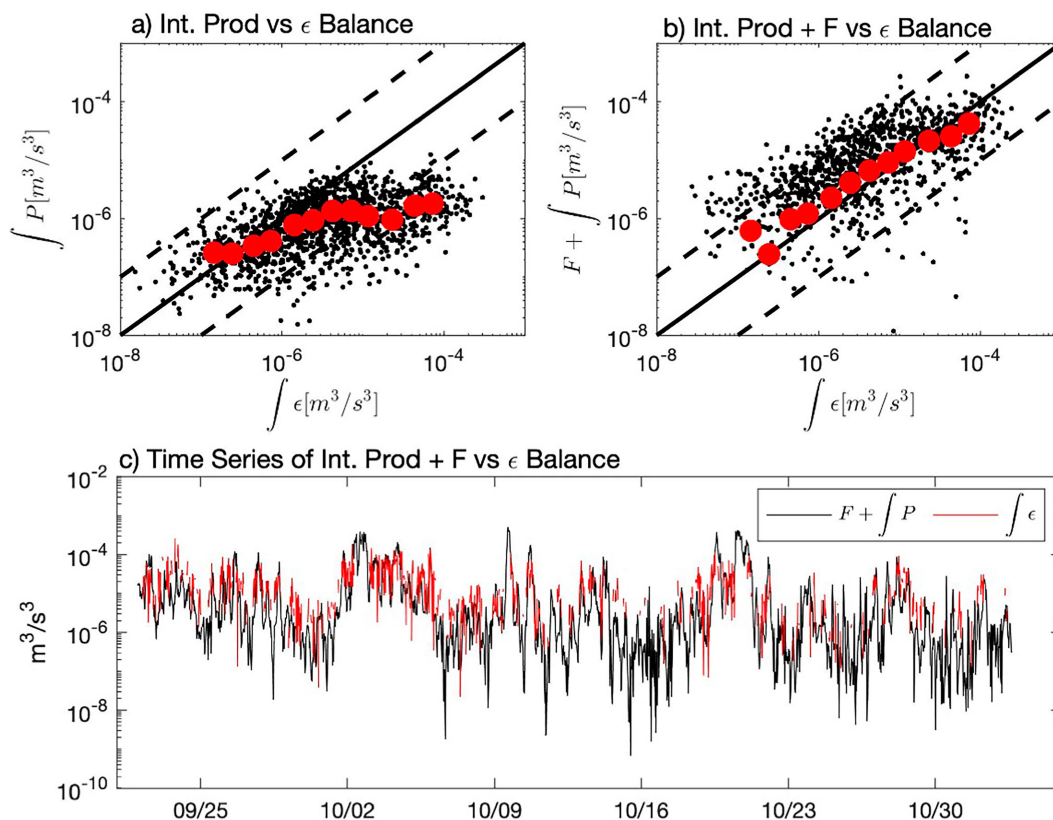 a) Int. Prod vs ϵ Balance
10⁻⁴
10⁻⁶
10⁻⁸
∫ P[m³/s³]
10⁻⁸ 10⁻⁶ 10⁻⁴
∫ ϵ[m³/s³]
b) Int. Prod + F vs ϵ Balance
10⁻⁴
10⁻⁶
10⁻⁸
F + ∫ P[m³/s³]
10⁻⁸ 10⁻⁶ 10⁻⁴
∫ ϵ[m³/s³]
c) Time Series of Int. Prod + F vs ϵ Balance
10⁻²
10⁻⁴
10⁻⁶
10⁻⁸
10⁻¹⁰
m³/s³
F + ∫ P ∫ ϵ
09/25 10/02 10/09 10/16 10/23 10/30